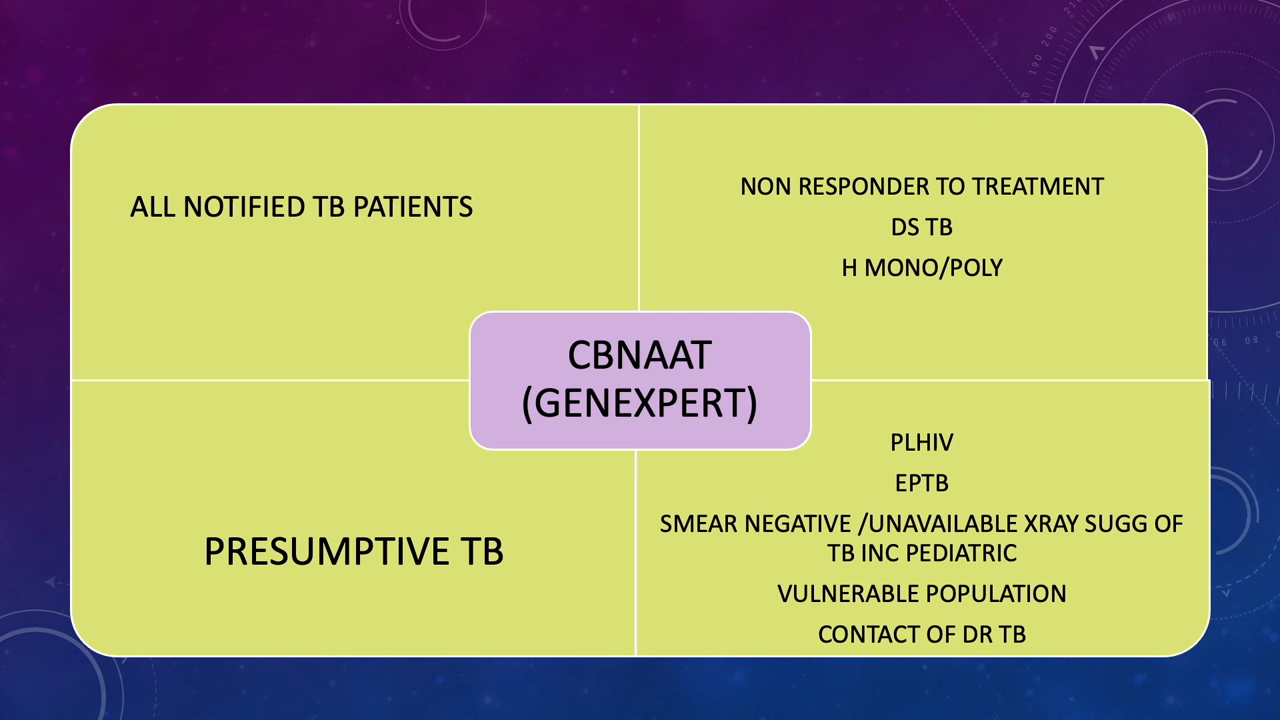 ALL NOTIFIED TB PATIENTS
NON RESPONDER TO TREATMENT
DS TB
H MONO/POLY
CBNAAT
(GENEXPERT)
PRESUMPTIVE TB
PLHIV
EPTB
SMEAR NEGATIVE /UNAVAILABLE XRAY SUGG OF
TB INC PEDIATRIC
VULNERABLE POPULATION
CONTACT OF DR TB